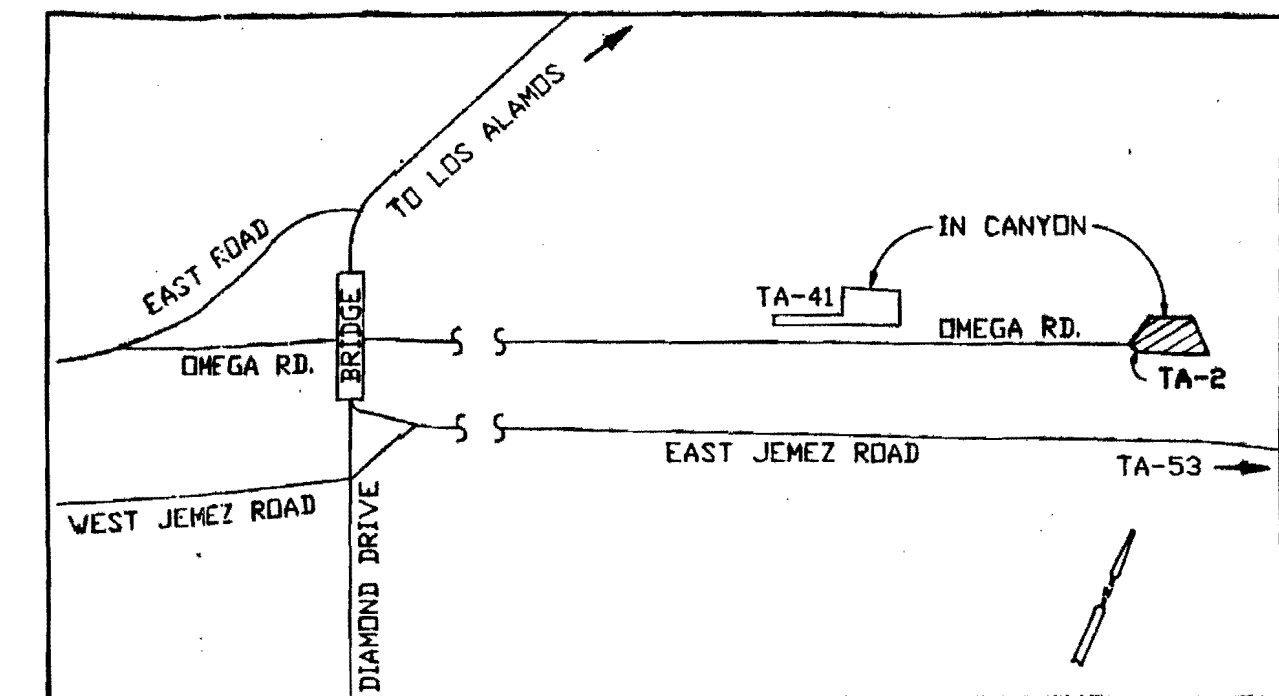 TO LOS ALAMOS
EAST ROAD
IN CANYON
TA-41
BRIDGE
OMEGA RD.
OMEGA RD.
TA-2
EAST JEMEZ ROAD
TA-53
WEST JEMEZ ROAD
DIAMOND DRIVE